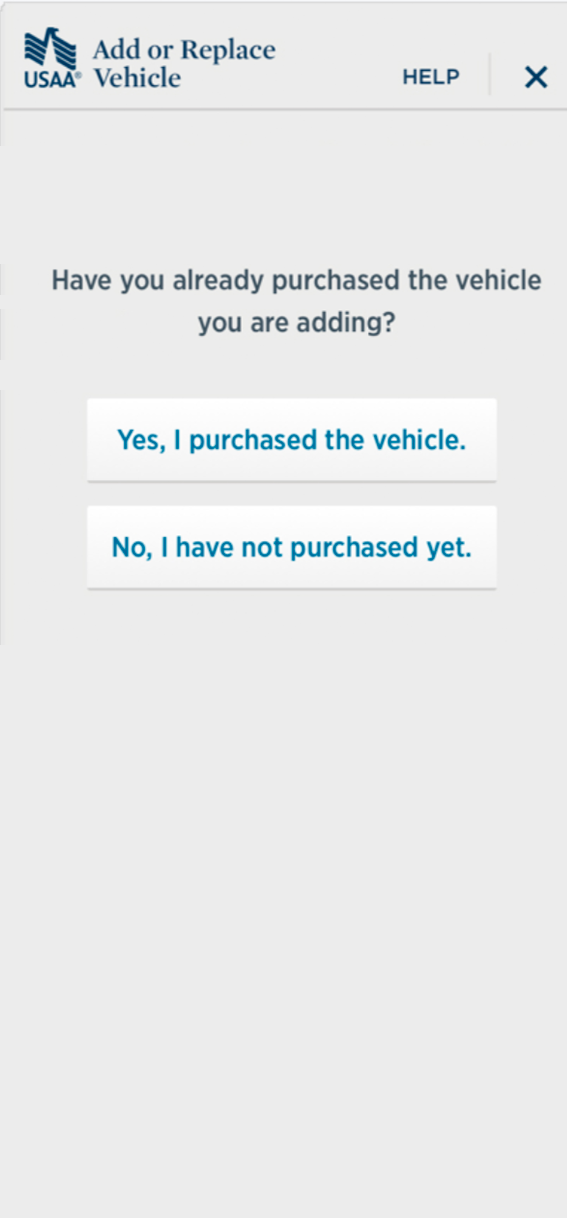 USAA®
Add or Replace
Vehicle
HELP
Have you already purchased the vehicle
you are adding?
Yes, I purchased the vehicle.
No, I have not purchased yet.